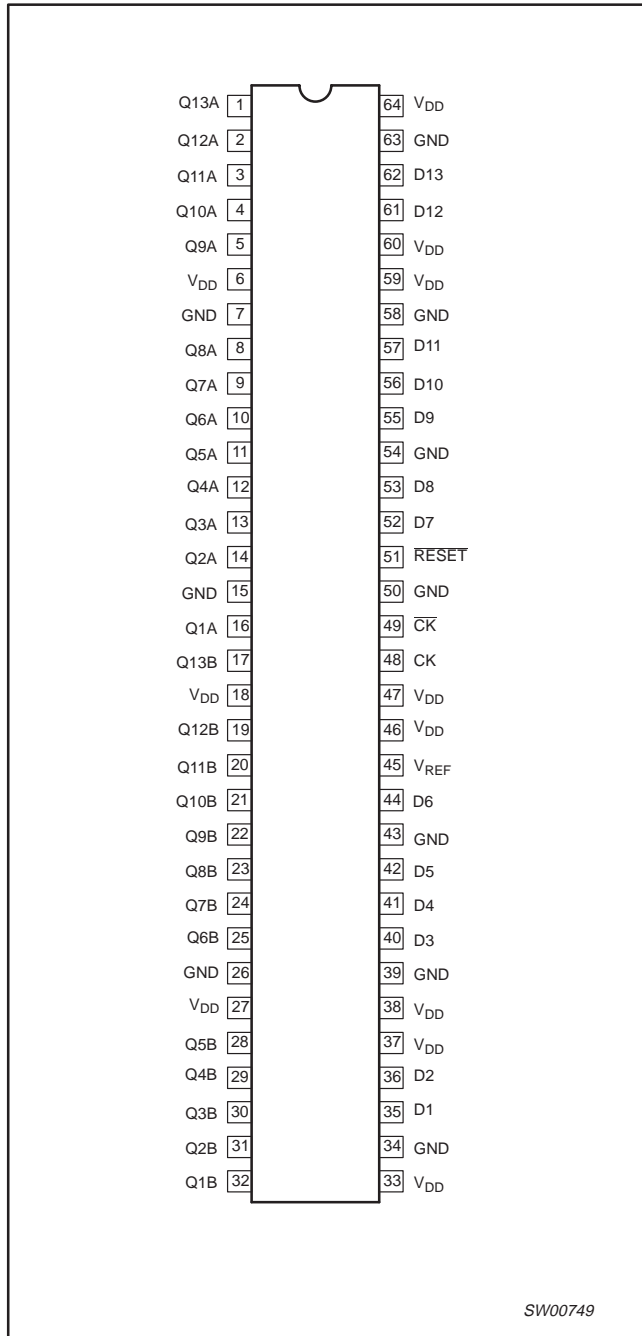 Q13A 1 64 VDD
Q12A 2 63 GND
Q11A 3 62 D13
Q10A 4 61 D12
Q9A 5 60 VDD
VDD 6 59 VDD
GND 7 58 GND
Q8A 8 57 D11
Q7A 9 56 D10
Q6A 10 55 D9
Q5A 11 54 GND
Q4A 12 53 D8
Q3A 13 52 D7
Q2A 14 51 R̅E̅S̅E̅T̅
GND 15 50 GND
Q1A 16 49 C̅K̅
Q13B 17 48 CK
VDD 18 47 VDD
Q12B 19 46 VDD
Q11B 20 45 VREF
Q10B 21 44 D6
Q9B 22 43 GND
Q8B 23 42 D5
Q7B 24 41 D4
Q6B 25 40 D3
GND 26 39 GND
VDD 27 38 VDD
Q5B 28 37 VDD
Q4B 29 36 D2
Q3B 30 35 D1
Q2B 31 34 GND
Q1B 32 33 VDD
SW00749